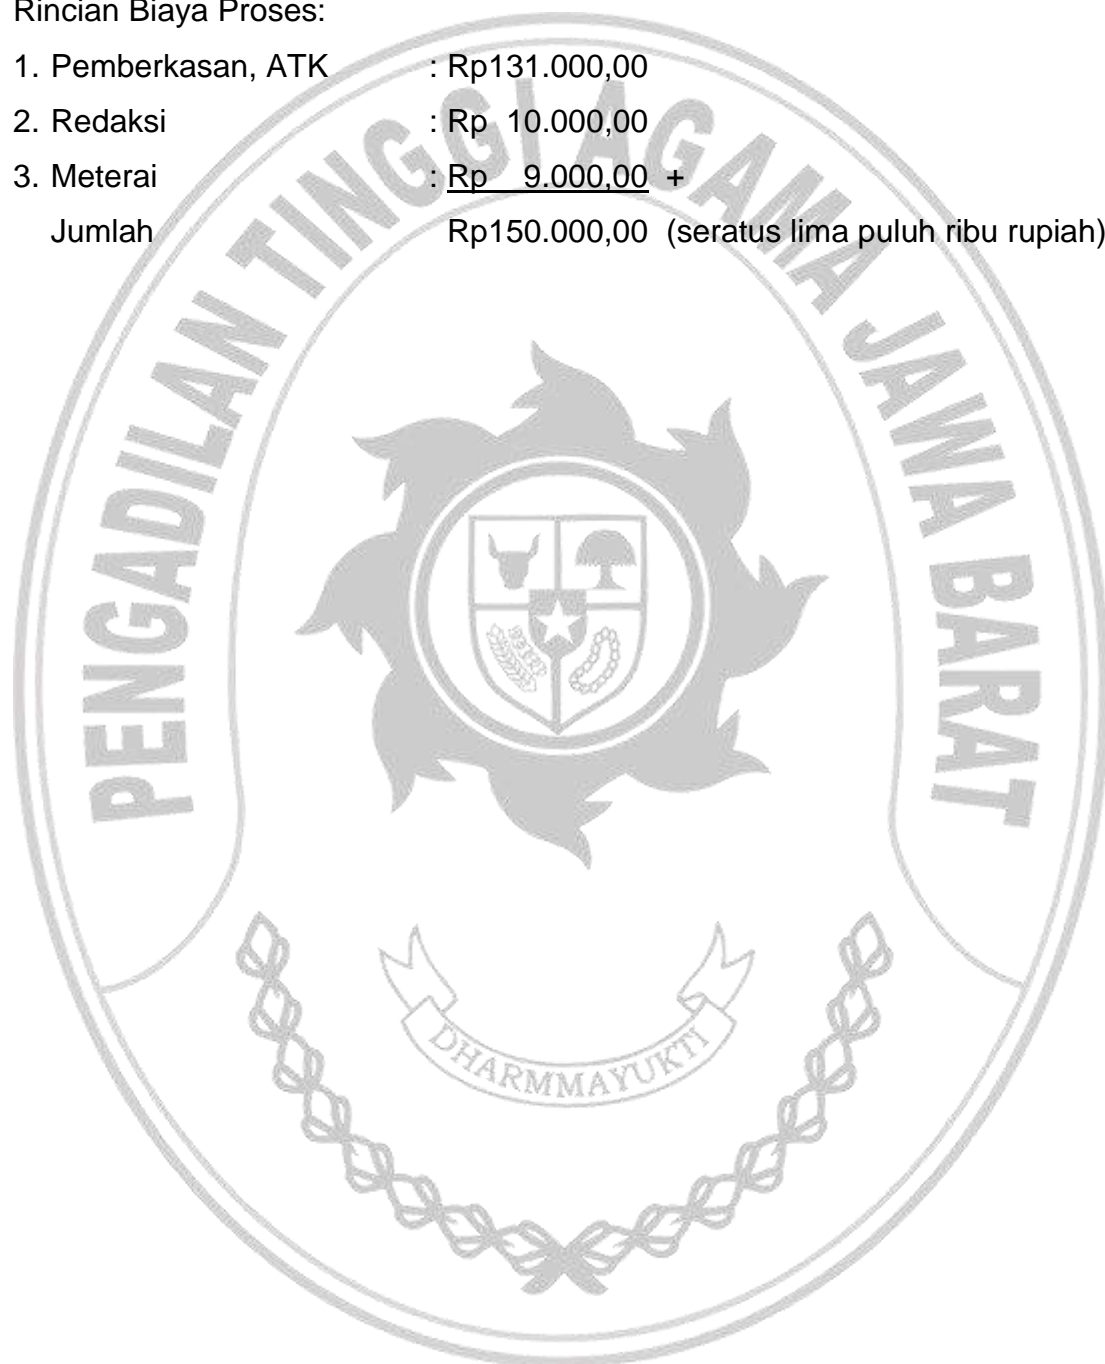 Rincian Biaya Proses:
1. Pemberkasan, ATK : Rp131.000,00
2. Redaksi : Rp 10.000,00
3. Meterai : Rp 9.000,00 +
Jumlah Rp150.000,00 (seratus lima puluh ribu rupiah)
PENGADILAN TINGGI AGAMA JAWA BARAT
DHARMMAYUKTI